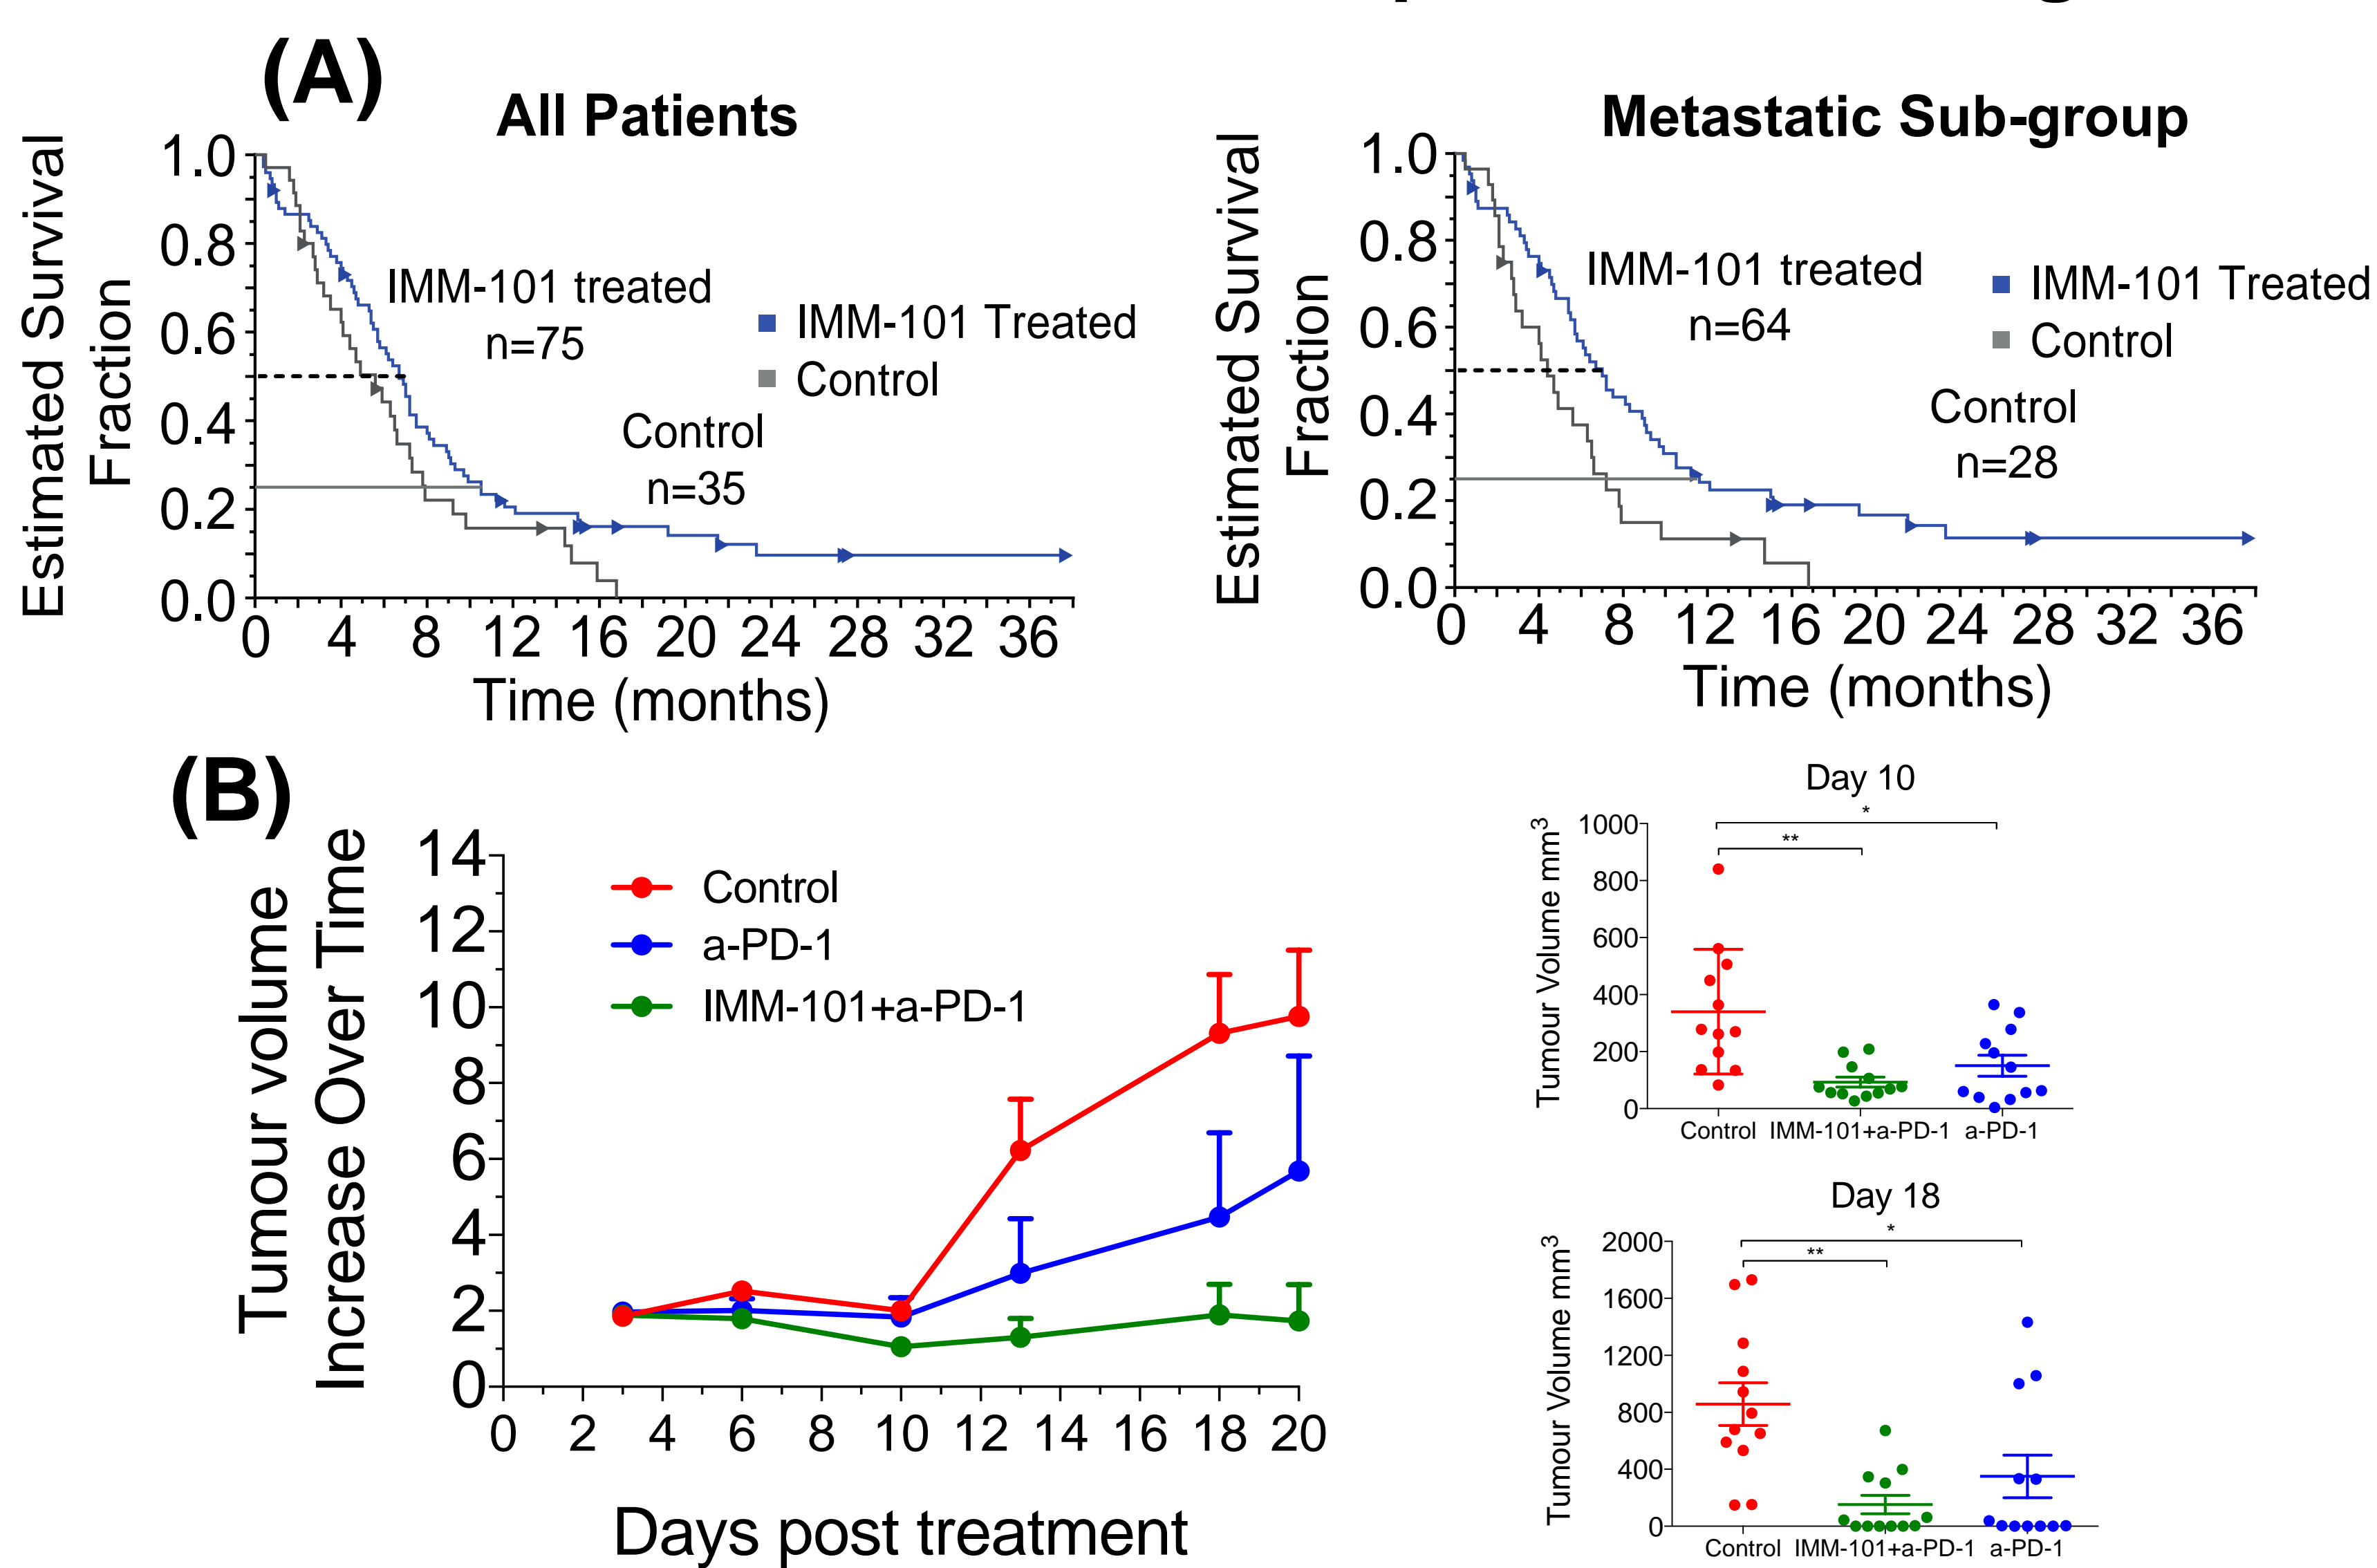 (A)
All Patients
Estimated Survival
Fraction
1.0
0.8
0.6
0.4
0.2
0.0
IMM-101 treated
n=75
IMM-101 Treated
Control
Control
n=35
0 4 8 12 16 20 24 28 32 36
Time (months)
Metastatic Sub-group
Estimated Survival
Fraction
1.0
0.8
0.6
0.4
0.2
0.0
IMM-101 treated
n=64
IMM-101 Treated
Control
Control
n=28
0 4 8 12 16 20 24 28 32 36
Time (months)
(B)
Tumour volume
Increase Over Time
14
12
10
8
6
4
2
0
Control
a-PD-1
IMM-101+a-PD-1
0 2 4 6 8 10 12 14 16 18 20
Days post treatment
Day 10
Tumour Volume mm3
*
**
1000
800
600
400
200
0
Control IMM-101+a-PD-1 a-PD-1
Day 18
Tumour Volume mm3
*
**
2000
1600
1200
800
400
0
Control IMM-101+a-PD-1 a-PD-1